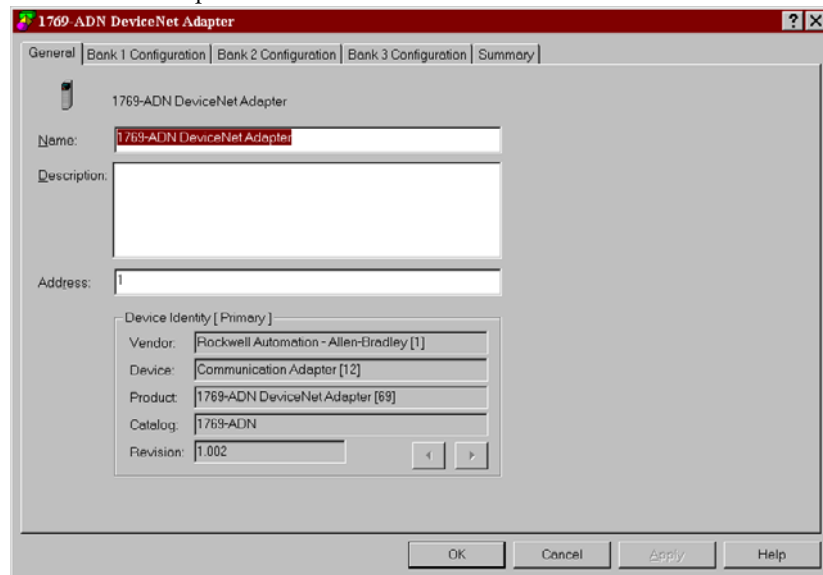 1769-ADN DeviceNet Adapter
General Bank 1 Configuration Bank 2 Configuration Bank 3 Configuration Summary
1769-ADN DeviceNet Adapter
Name: 1769-ADN DeviceNet Adapter
Description:
Address: 1
Device Identity [ Primary ]
Vendor: Rockwell Automation - Allen-Bradley [1]
Device: Communication Adapter [12]
Product: 1769-ADN DeviceNet Adapter [69]
Catalog: 1769-ADN
Revision: 1.002
OK Cancel Apply Help